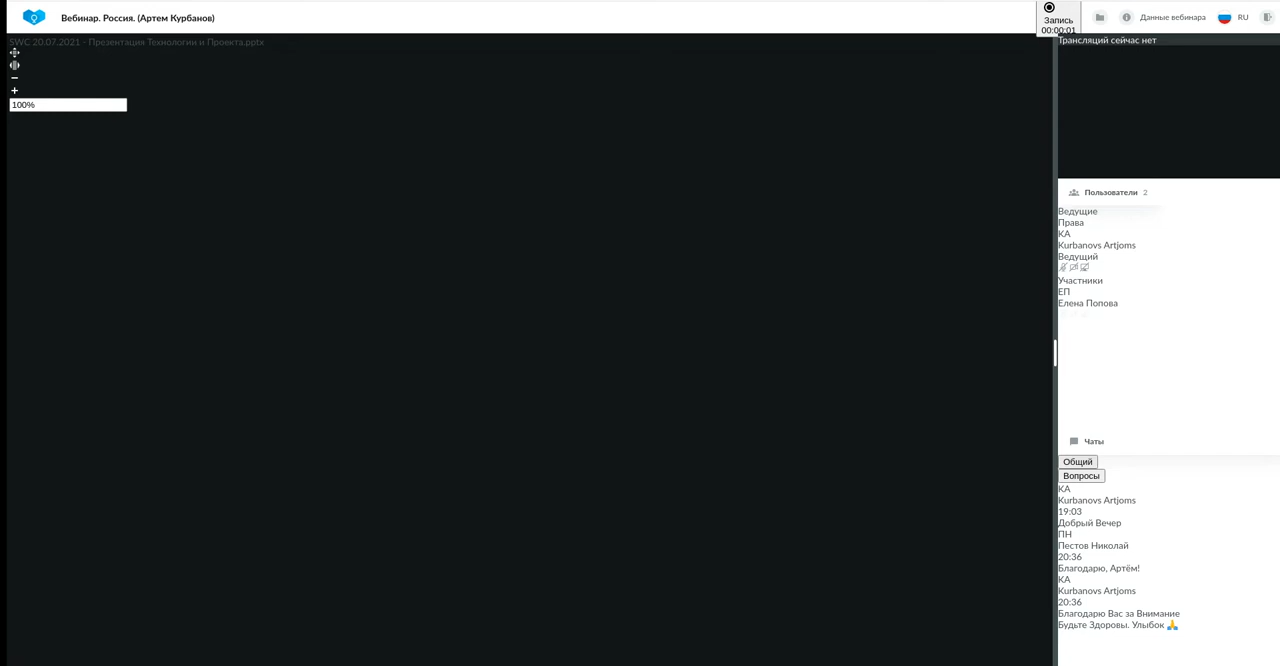 Вебинар. Россия. (Артем Курбанов)
Запись
00:00:01
Данные вебинара
RU
SWC 20.07.2021 - Презентация Технологии и Проекта.pptx
100%
Трансляций сейчас нет
Пользователи 2
Ведущие
Права
KA
Kurbanovs Artjoms
Ведущий
Участники
ЕП
Елена Попова
Чаты
Общий
Вопросы
KA
Kurbanovs Artjoms
19:03
Добрый Вечер
ПН
Пестов Николай
20:36
Благодарю, Артём!
KA
Kurbanovs Artjoms
20:36
Благодарю Вас за Внимание
Будьте Здоровы. Улыбок 🙏